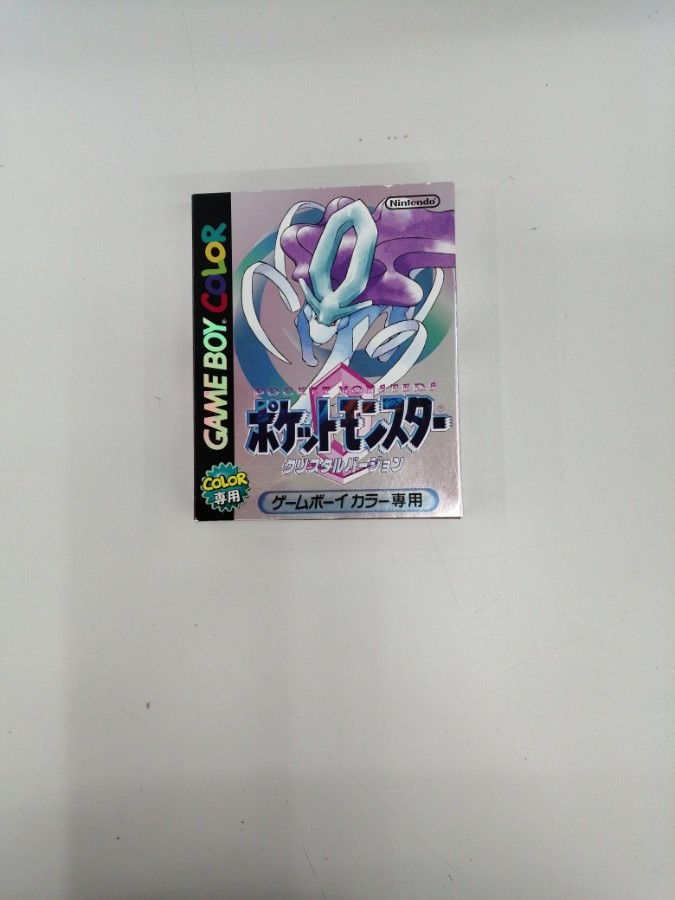 Nintendo
GAME BOY COLOR
POCKET MONSTERS
ポケットモンスター
クリスタルバージョン
COLOR
専用
ゲームボーイカラー専用